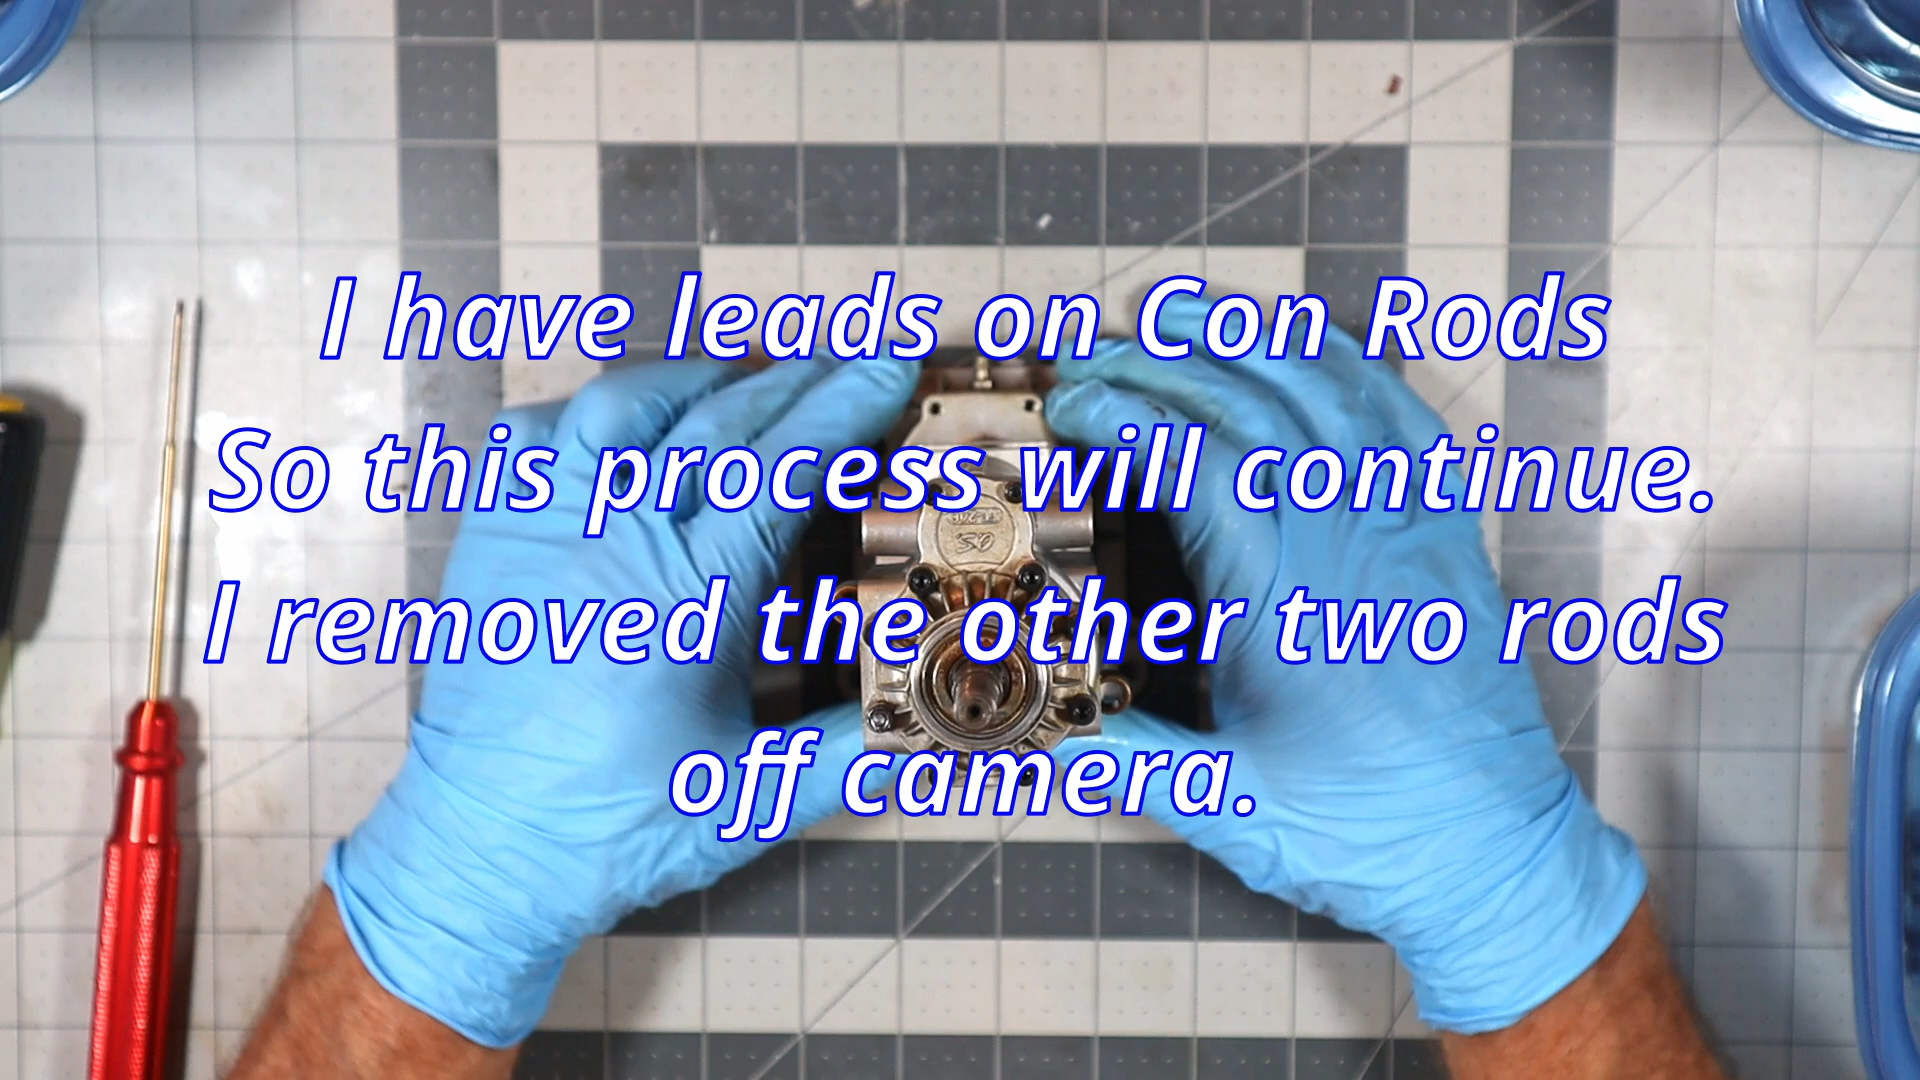 I have leads on Con Rods
So this process will continue.
I removed the other two rods
off camera.
O.S.